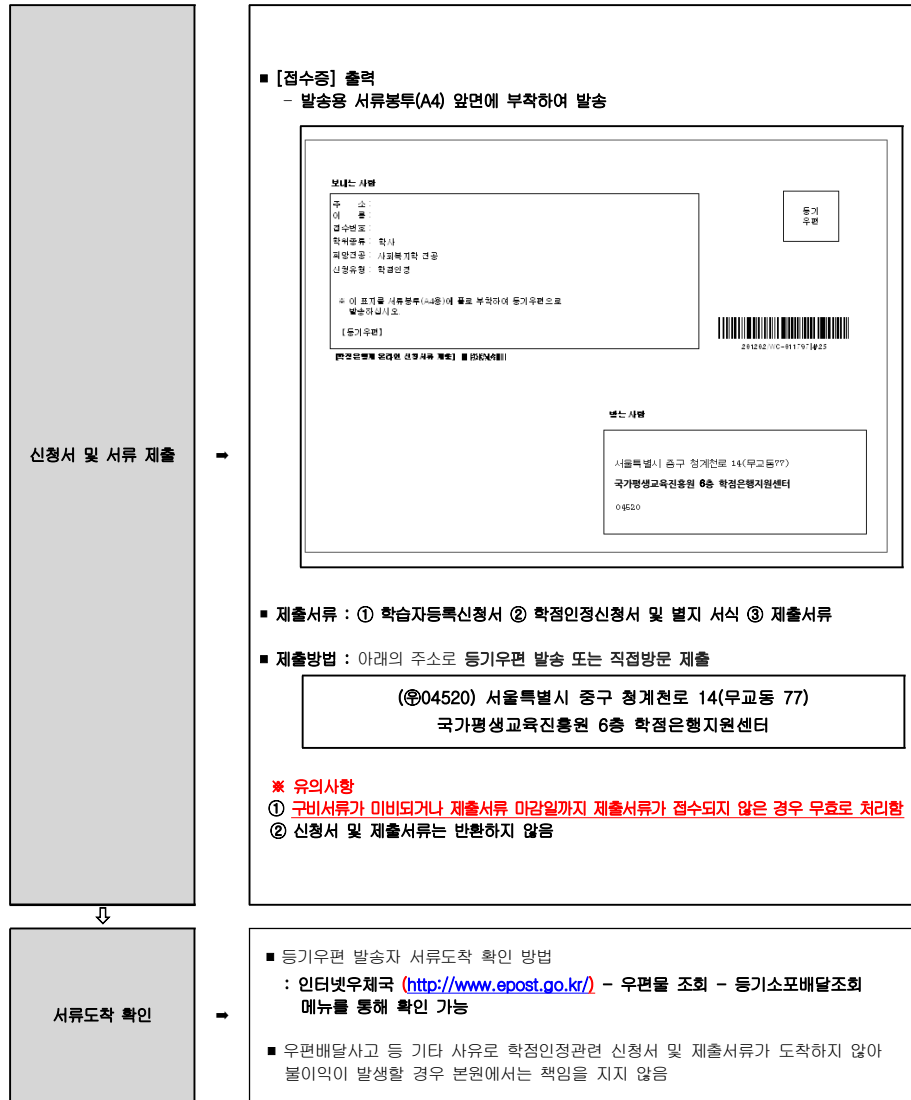 ■ [접수증] 출력
- 발송용 서류봉투(A4) 앞면에 부착하여 발송
보내는 사람
주 소 :
이 름 :
접수번호 :
학위종류 : 학사
희망전공 : 사회복지학 전공
신청유형 : 학점인정
※ 이 표지를 서류봉투(A4용)에 풀로 부착하여 등기우편으로
발송하십시오
[등기우편]
[학점은행제 온라인 신청서류 제출]
등기
우편
받는 사람
서울특별시 중구 청계천로 14(무교동77)
국가평생교육진흥원 6층 학점은행지원센터
04520
신청서 및 서류 제출 ➡
■ 제출서류 : ① 학습자등록신청서 ② 학점인정신청서 및 별지 서식 ③ 제출서류
■ 제출방법 : 아래의 주소로 등기우편 발송 또는 직접방문 제출
(㉾04520) 서울특별시 중구 청계천로 14(무교동 77)
국가평생교육진흥원 6층 학점은행지원센터
※ 유의사항
① 구비서류가 미비되거나 제출서류 마감일까지 제출서류가 접수되지 않은 경우 무효로 처리함
② 신청서 및 제출서류는 반환하지 않음
⇩
서류도착 확인 ➡
■ 등기우편 발송자 서류도착 확인 방법
: 인터넷우체국 (http://www.epost.go.kr/) - 우편물 조회 - 등기소포배달조회
메뉴를 통해 확인 가능
■ 우편배달사고 등 기타 사유로 학점인정관련 신청서 및 제출서류가 도착하지 않아
불이익이 발생할 경우 본원에서는 책임을 지지 않음